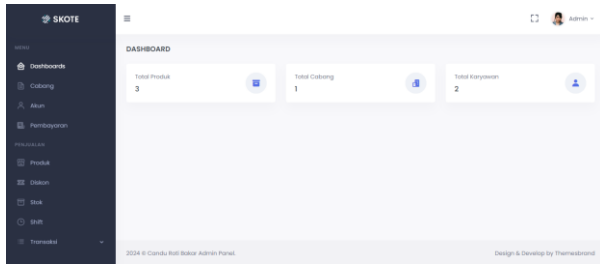 SKOTE
Admin
MENU
DASHBOARD
Dashboards
Total Produk
3
Total Cabang
1
Total Karyawan
2
Cabang
Akun
Pembayaran
PENJUALAN
Produk
Diskon
Stok
Shift
Transaksi
2024 © Candu Roti Bakar Admin Panel.
Design & Develop by Themesbrand